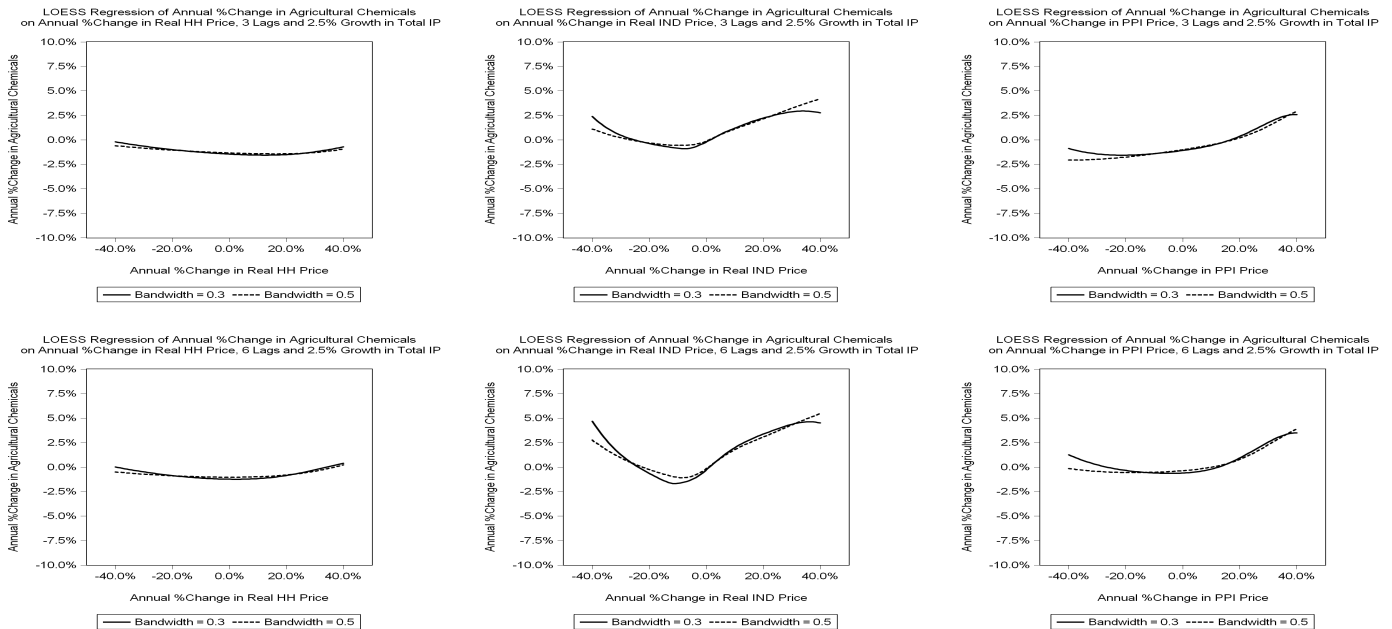 LOESS Regression of Annual %Change in Agricultural Chemicals
on Annual %Change in Real HH Price, 3 Lags and 2.5% Growth in Total IP
10.0%
7.5%
5.0%
2.5%
0.0%
-2.5%
-5.0%
-7.5%
-10.0%
Annual %Change in Agricultural Chemicals
-40.0% -20.0% 0.0% 20.0% 40.0%
Annual %Change in Real HH Price
Bandwidth = 0.3 Bandwidth = 0.5
LOESS Regression of Annual %Change in Agricultural Chemicals
on Annual %Change in Real IND Price, 3 Lags and 2.5% Growth in Total IP
10.0%
7.5%
5.0%
2.5%
0.0%
-2.5%
-5.0%
-7.5%
-10.0%
Annual %Change in Agricultural Chemicals
-40.0% -20.0% 0.0% 20.0% 40.0%
Annual %Change in Real IND Price
Bandwidth = 0.3 Bandwidth = 0.5
LOESS Regression of Annual %Change in Agricultural Chemicals
on Annual %Change in PPI Price, 3 Lags and 2.5% Growth in Total IP
10.0%
7.5%
5.0%
2.5%
0.0%
-2.5%
-5.0%
-7.5%
-10.0%
Annual %Change in Agricultural Chemicals
-40.0% -20.0% 0.0% 20.0% 40.0%
Annual %Change in PPI Price
Bandwidth = 0.3 Bandwidth = 0.5
LOESS Regression of Annual %Change in Agricultural Chemicals
on Annual %Change in Real HH Price, 6 Lags and 2.5% Growth in Total IP
10.0%
7.5%
5.0%
2.5%
0.0%
-2.5%
-5.0%
-7.5%
-10.0%
Annual %Change in Agricultural Chemicals
-40.0% -20.0% 0.0% 20.0% 40.0%
Annual %Change in Real HH Price
Bandwidth = 0.3 Bandwidth = 0.5
LOESS Regression of Annual %Change in Agricultural Chemicals
on Annual %Change in Real IND Price, 6 Lags and 2.5% Growth in Total IP
10.0%
7.5%
5.0%
2.5%
0.0%
-2.5%
-5.0%
-7.5%
-10.0%
Annual %Change in Agricultural Chemicals
-40.0% -20.0% 0.0% 20.0% 40.0%
Annual %Change in Real IND Price
Bandwidth = 0.3 Bandwidth = 0.5
LOESS Regression of Annual %Change in Agricultural Chemicals
on Annual %Change in PPI Price, 6 Lags and 2.5% Growth in Total IP
10.0%
7.5%
5.0%
2.5%
0.0%
-2.5%
-5.0%
-7.5%
-10.0%
Annual %Change in Agricultural Chemicals
-40.0% -20.0% 0.0% 20.0% 40.0%
Annual %Change in PPI Price
Bandwidth = 0.3 Bandwidth = 0.5